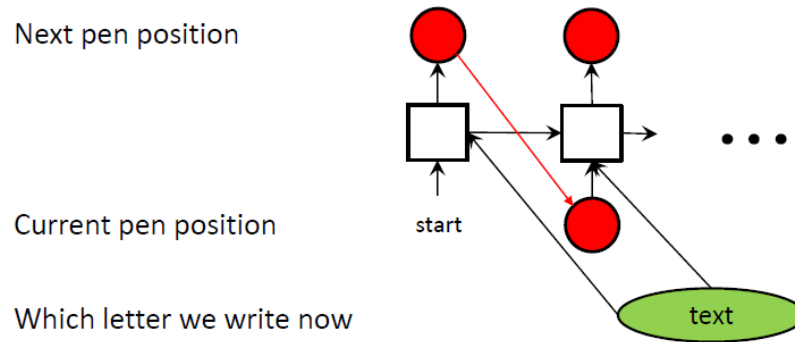 Next pen position
Current pen position
start
Which letter we write now
text